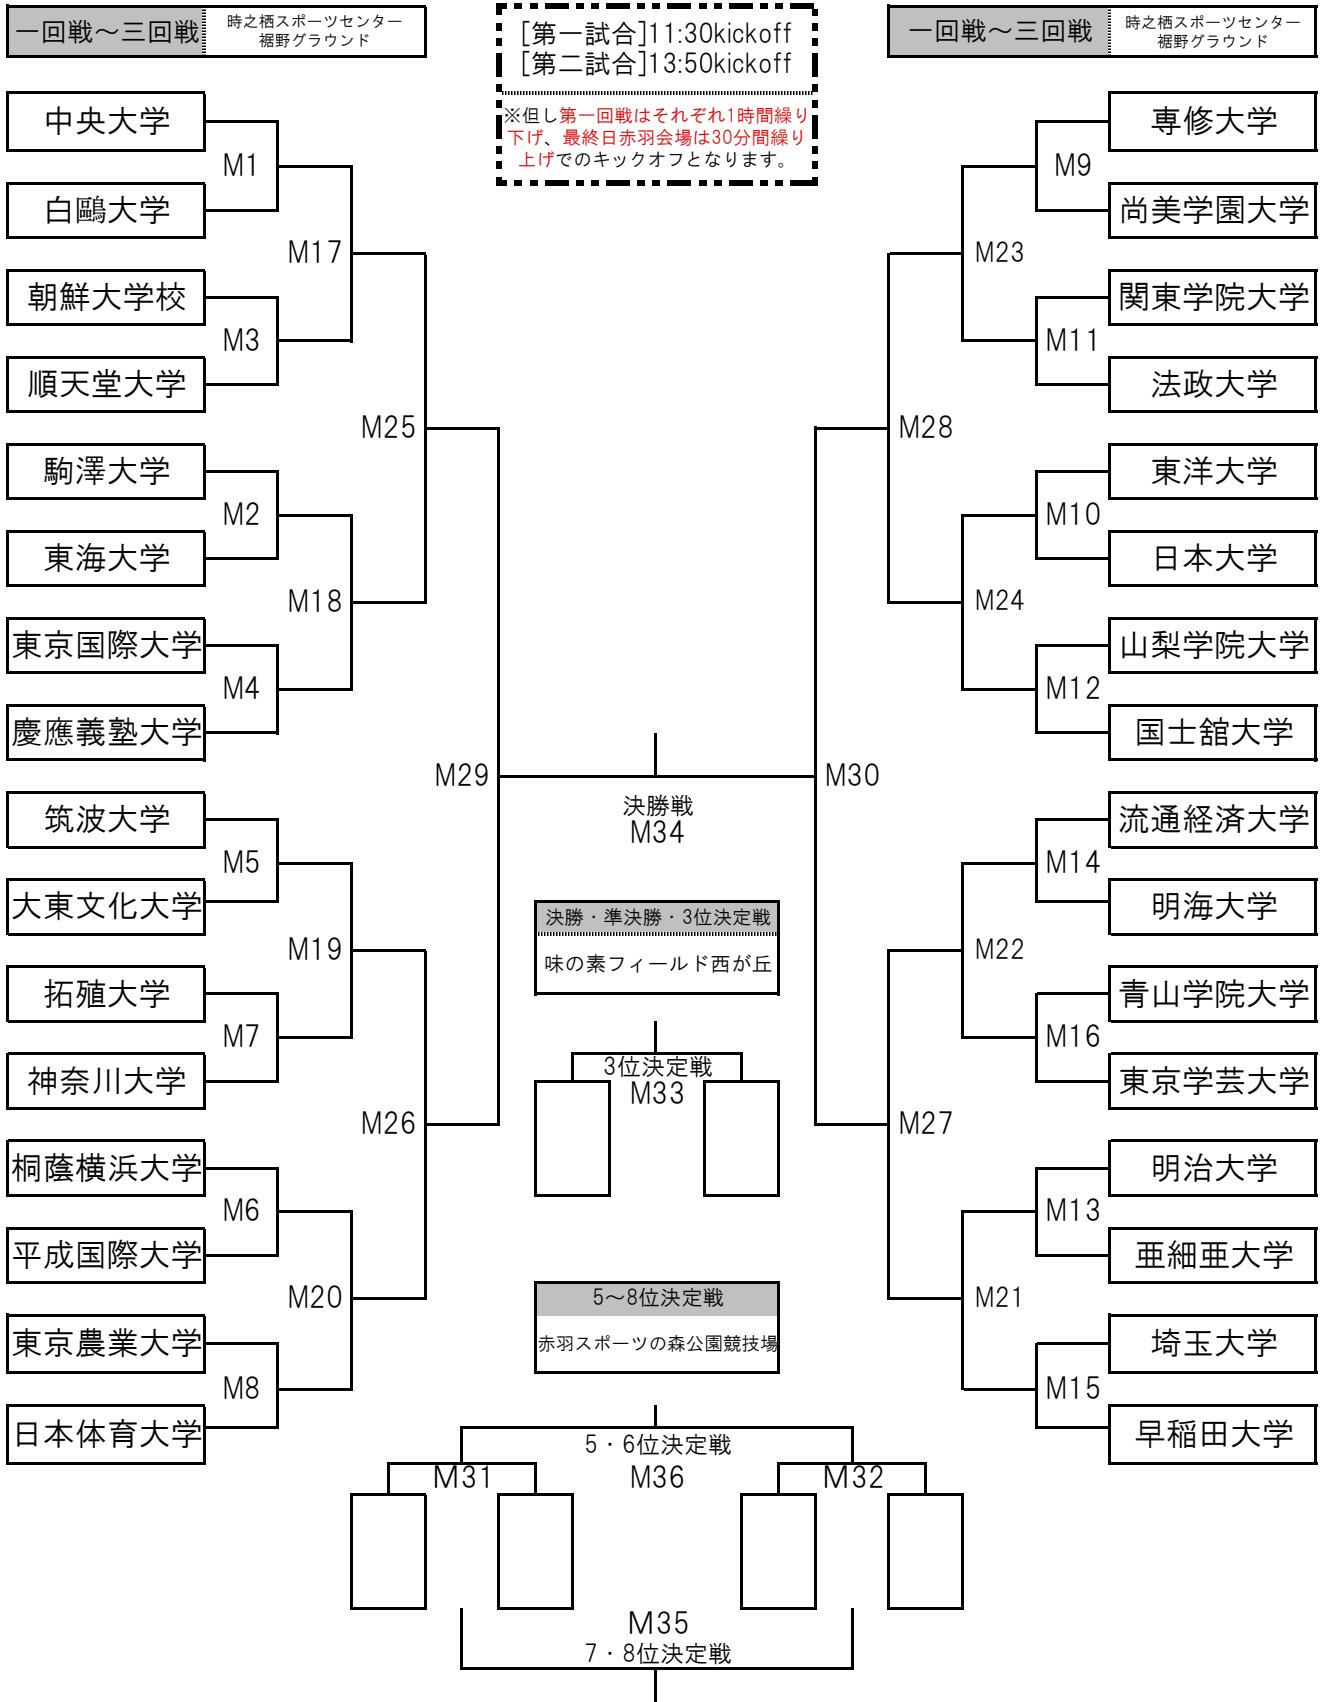 一回戦～三回戦
時之栖スポーツセンター
裾野グラウンド
[第一試合]11:30kickoff
[第二試合]13:50kickoff
※但し第一回戦はそれぞれ1時間繰り
下げ、最終日赤羽会場は30分間繰り
上げでのキックオフとなります。
一回戦～三回戦
時之栖スポーツセンター
裾野グラウンド
中央大学
M1
白鷗大学
M17
朝鮮大学校
M3
順天堂大学
M25
駒澤大学
M2
東海大学
M18
東京国際大学
M4
慶應義塾大学
M29
筑波大学
M5
大東文化大学
M19
拓殖大学
M7
神奈川大学
M26
桐蔭横浜大学
M6
平成国際大学
M20
東京農業大学
M8
日本体育大学
決勝戦
M34
決勝・準決勝・3位決定戦
味の素フィールド西が丘
3位決定戦
M33
5～8位決定戦
赤羽スポーツの森公園競技場
5・6位決定戦
M31
M36
M32
M35
7・8位決定戦
専修大学
M9
尚美学園大学
M23
関東学院大学
M11
法政大学
M28
東洋大学
M10
日本大学
M24
山梨学院大学
M12
国士舘大学
M30
流通経済大学
M14
明海大学
M22
青山学院大学
M16
東京学芸大学
M27
明治大学
M13
亜細亜大学
M21
埼玉大学
M15
早稲田大学